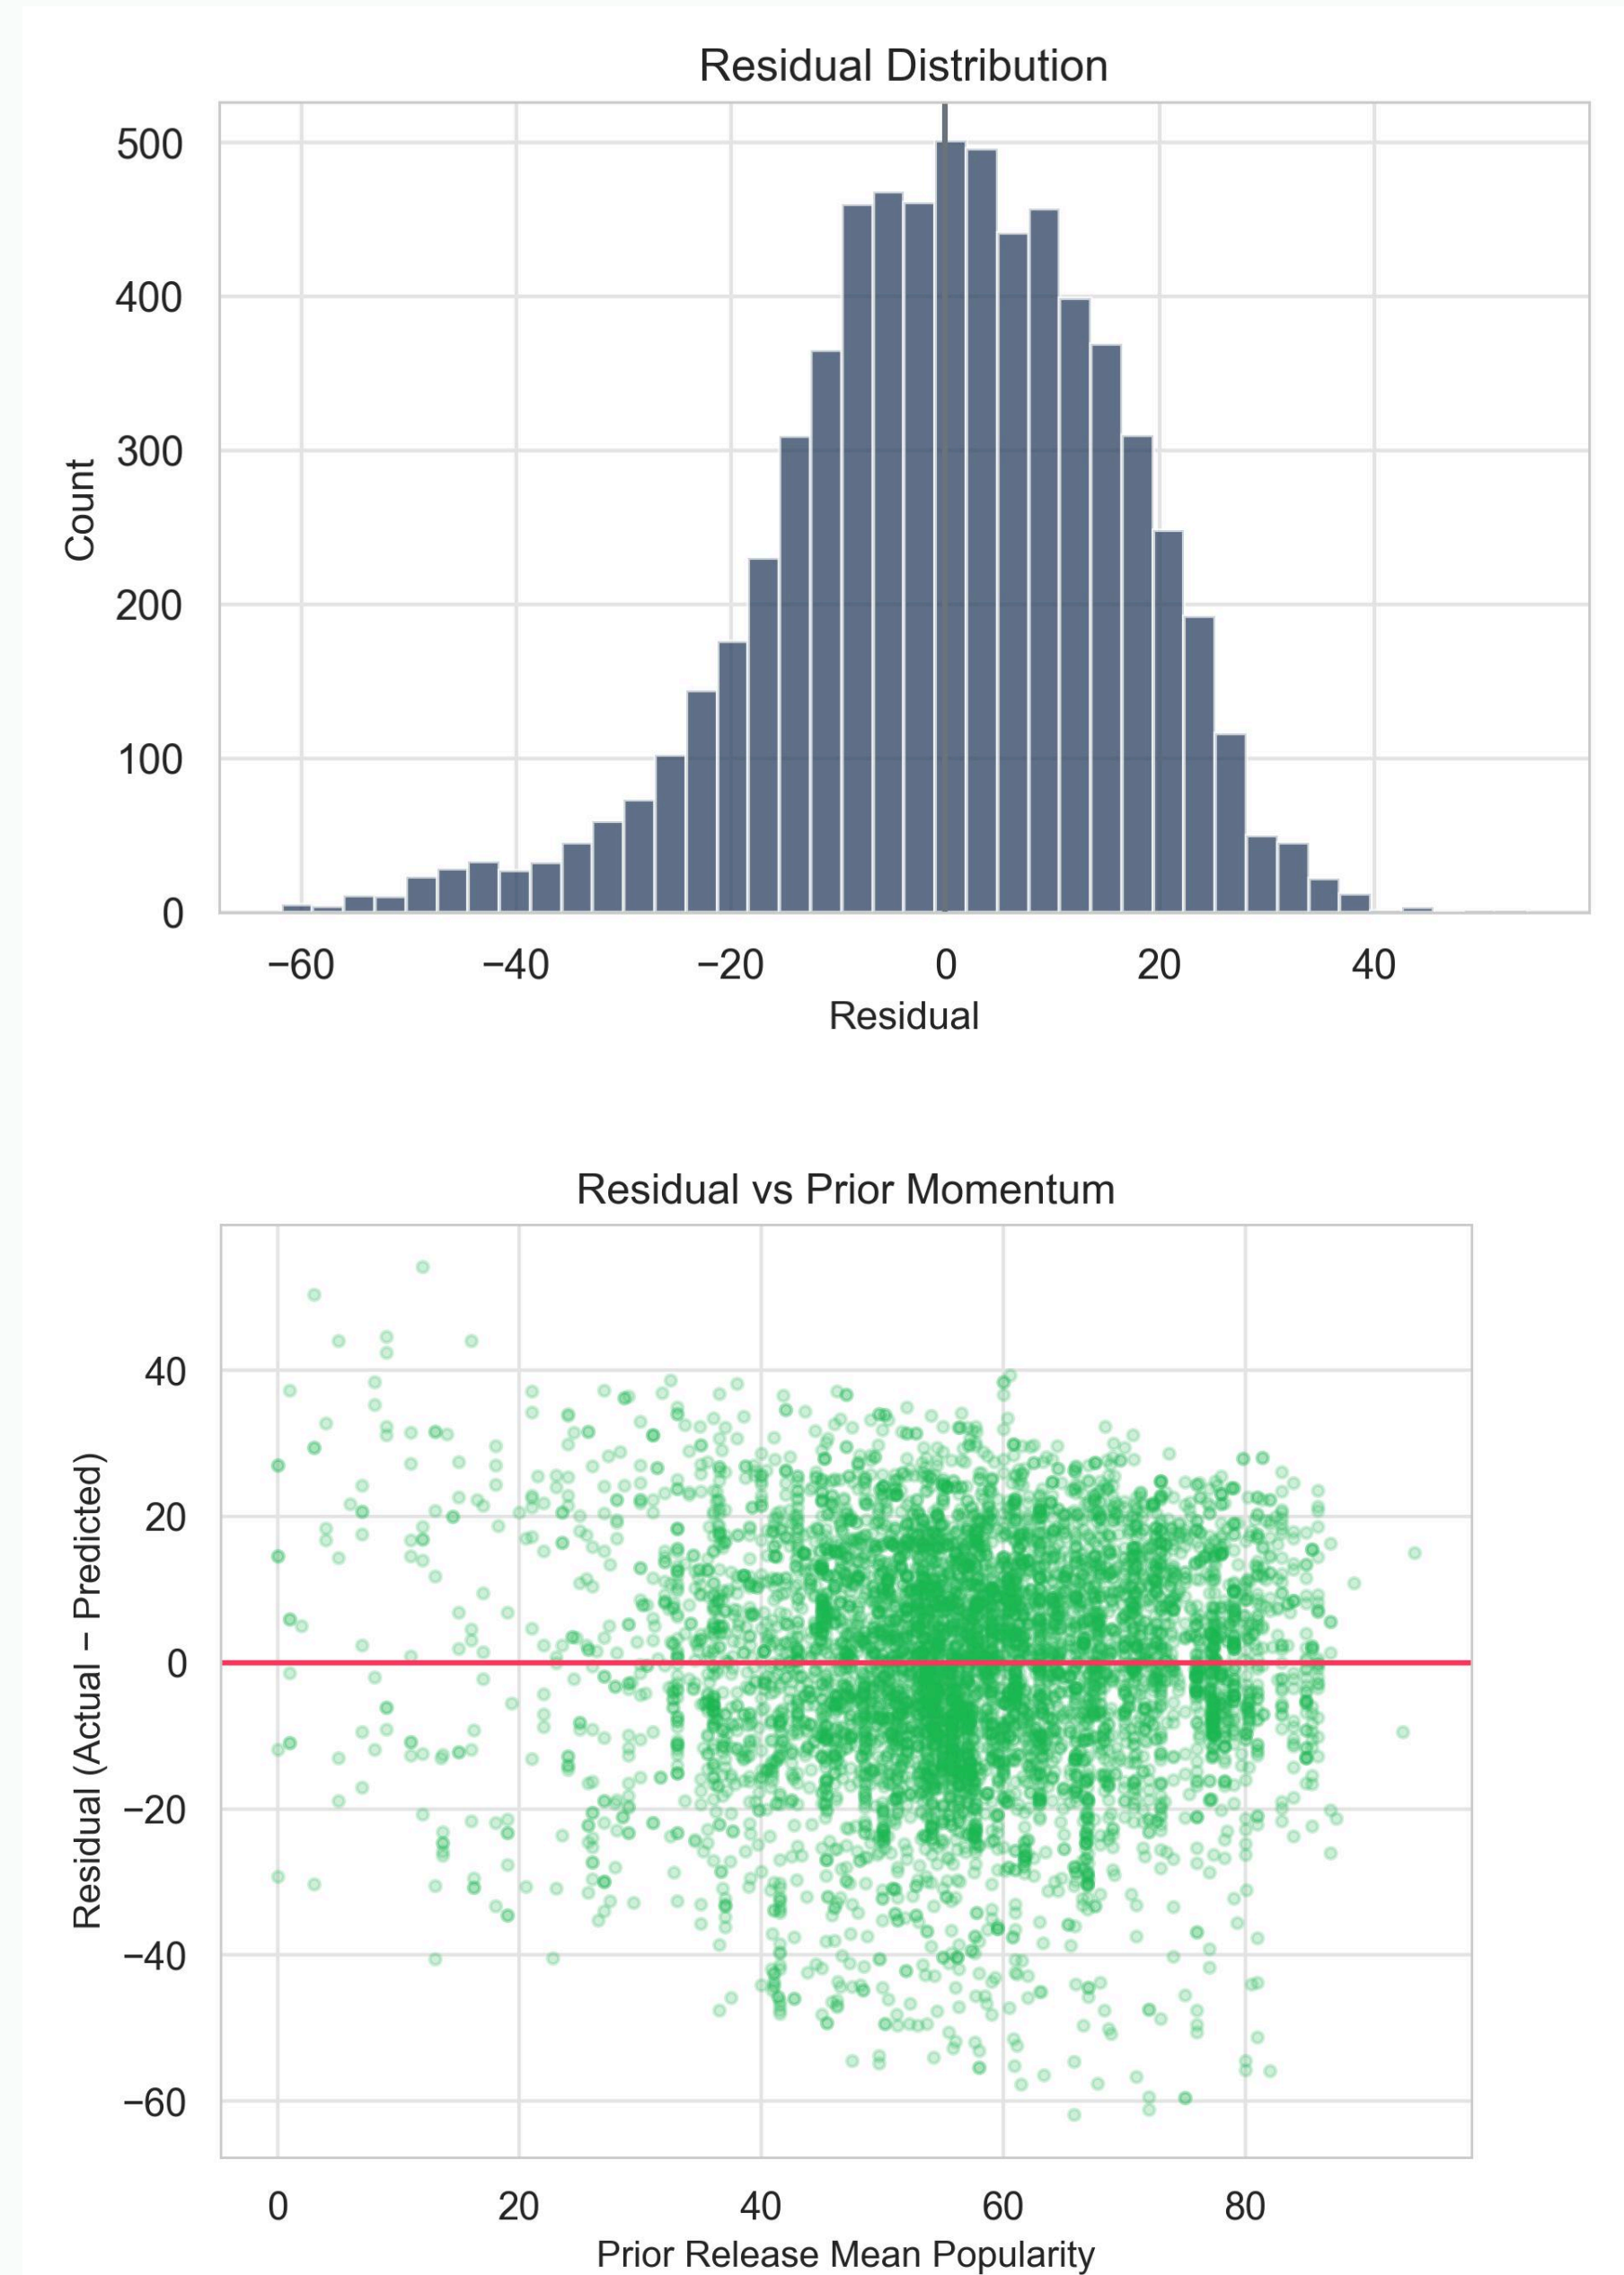 Residual Distribution
500
400
300
200
100
0
Count
−60 −40 −20 0 20 40
Residual
Residual vs Prior Momentum
40
20
0
−20
−40
−60
Residual (Actual − Predicted)
0 20 40 60 80
Prior Release Mean Popularity